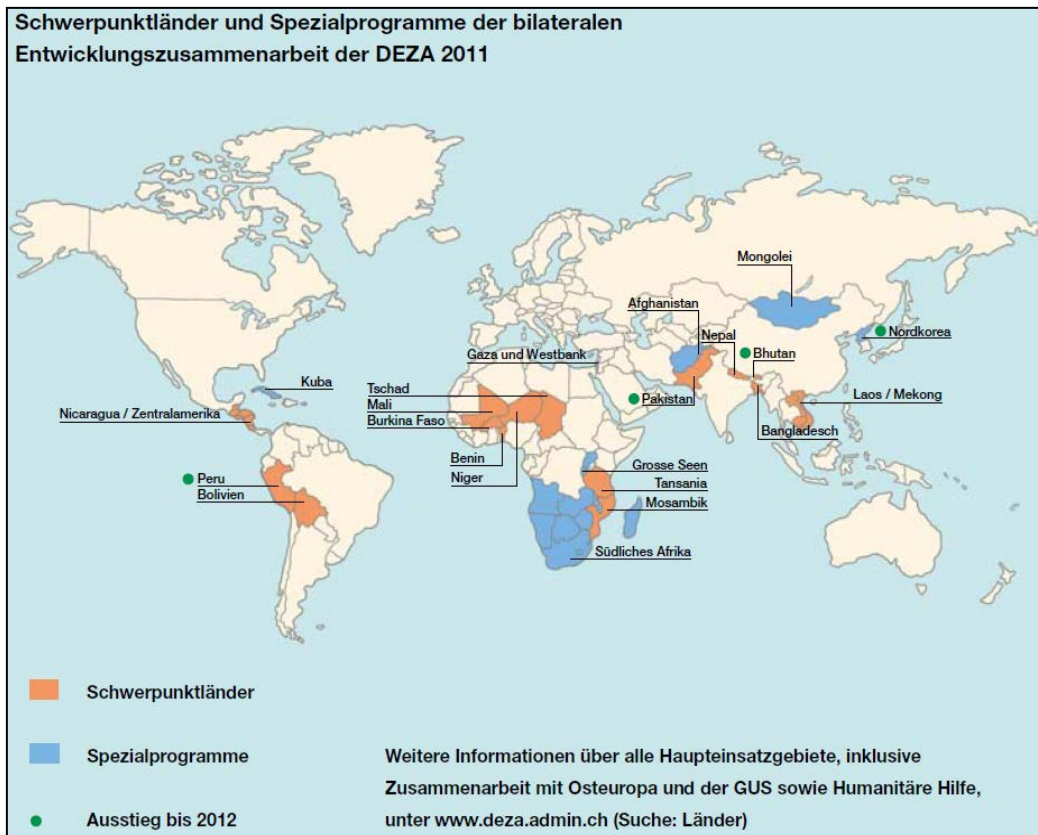 Schwerpunktländer und Spezialprogramme der bilateralen
Entwicklungszusammenarbeit der DEZA 2011
Mongolei
Afghanistan
Nordkorea
Nepal
Bhutan
Gaza und Westbank
Kuba
Tschad
Pakistan
Laos / Mekong
Mali
Nicaragua / Zentralamerika
Burkina Faso
Bangladesch
Benin
Grosse Seen
Niger
Peru
Tansania
Bolivien
Mosambik
Südliches Afrika
Schwerpunktländer
Spezialprogramme
Ausstieg bis 2012
Weitere Informationen über alle Haupteinsatzgebiete, inklusive
Zusammenarbeit mit Osteuropa und der GUS sowie Humanitäre Hilfe,
unter www.deza.admin.ch (Suche: Länder)